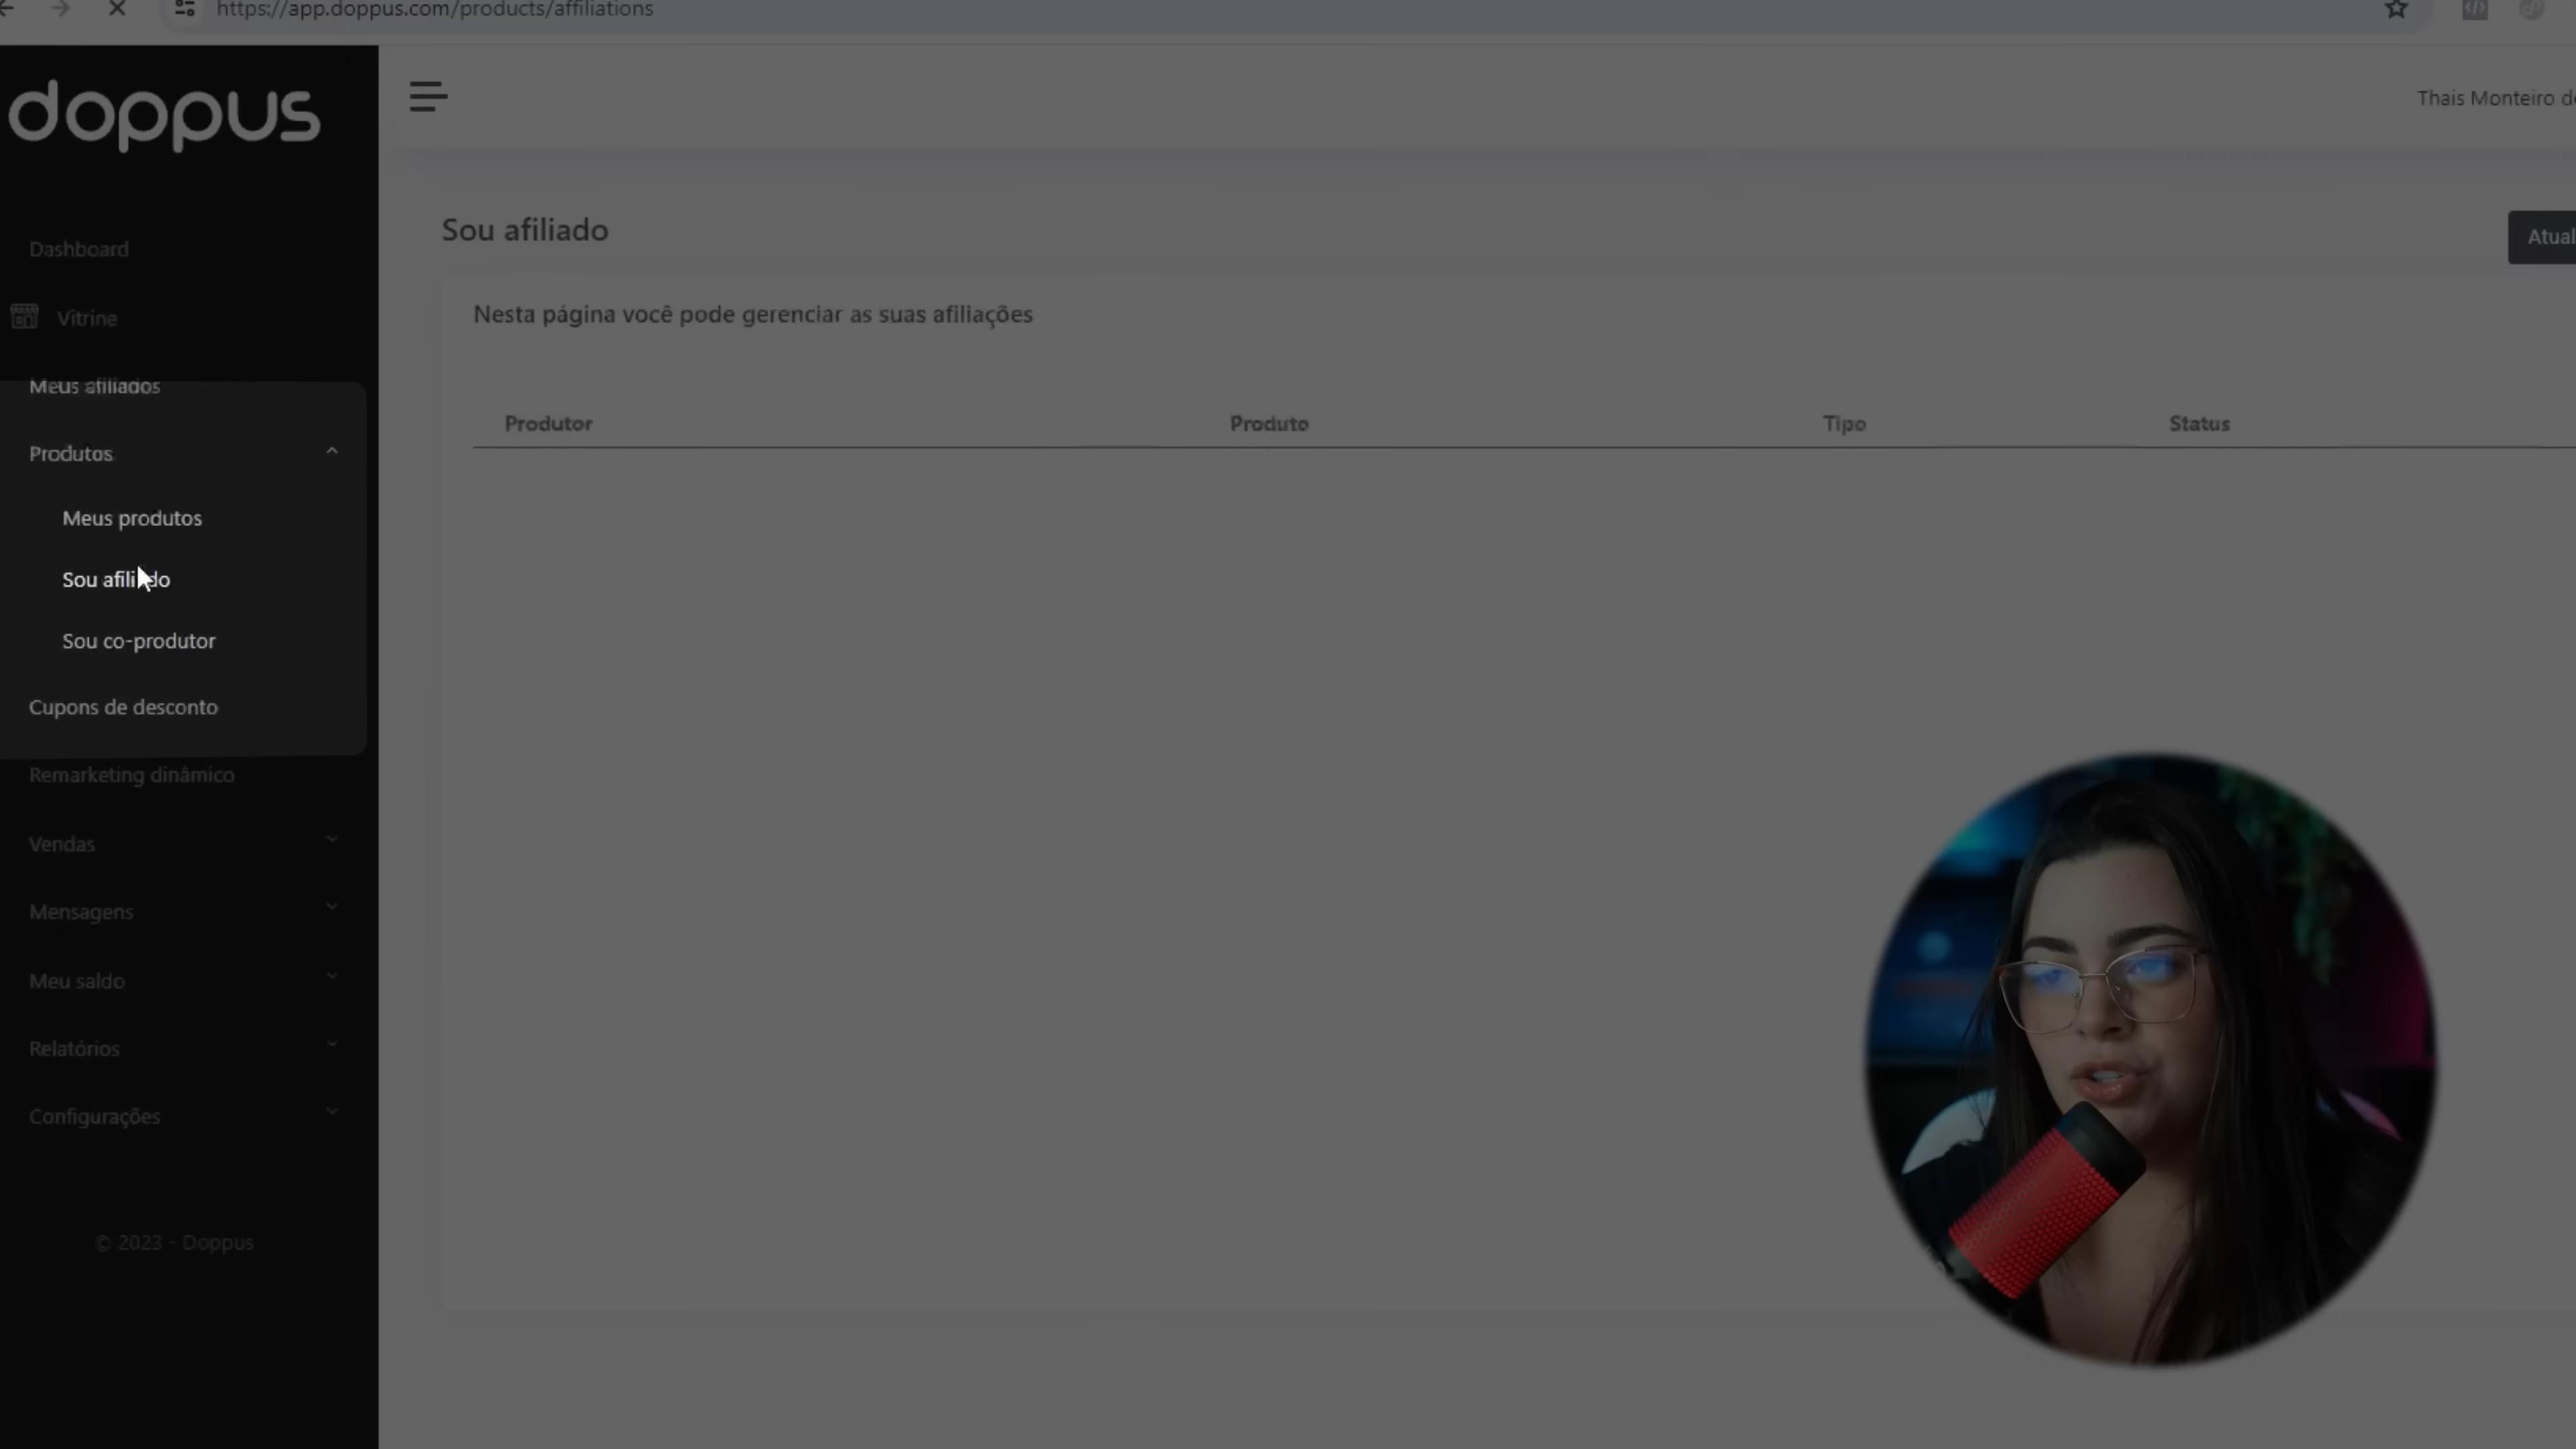 https://app.doppus.com/products/affiliations
doppus
Thais Monteiro
Dashboard
Vitrine
Meus afiliados
Produtos
Meus produtos
Sou afiliado
Sou co-produtor
Cupons de desconto
Remarketing dinâmico
Vendas
Mensagens
Meu saldo
Relatórios
Configurações
© 2023 - Doppus
Sou afiliado
Atual
Nesta página você pode gerenciar as suas afiliações
Produtor Produto Tipo Status